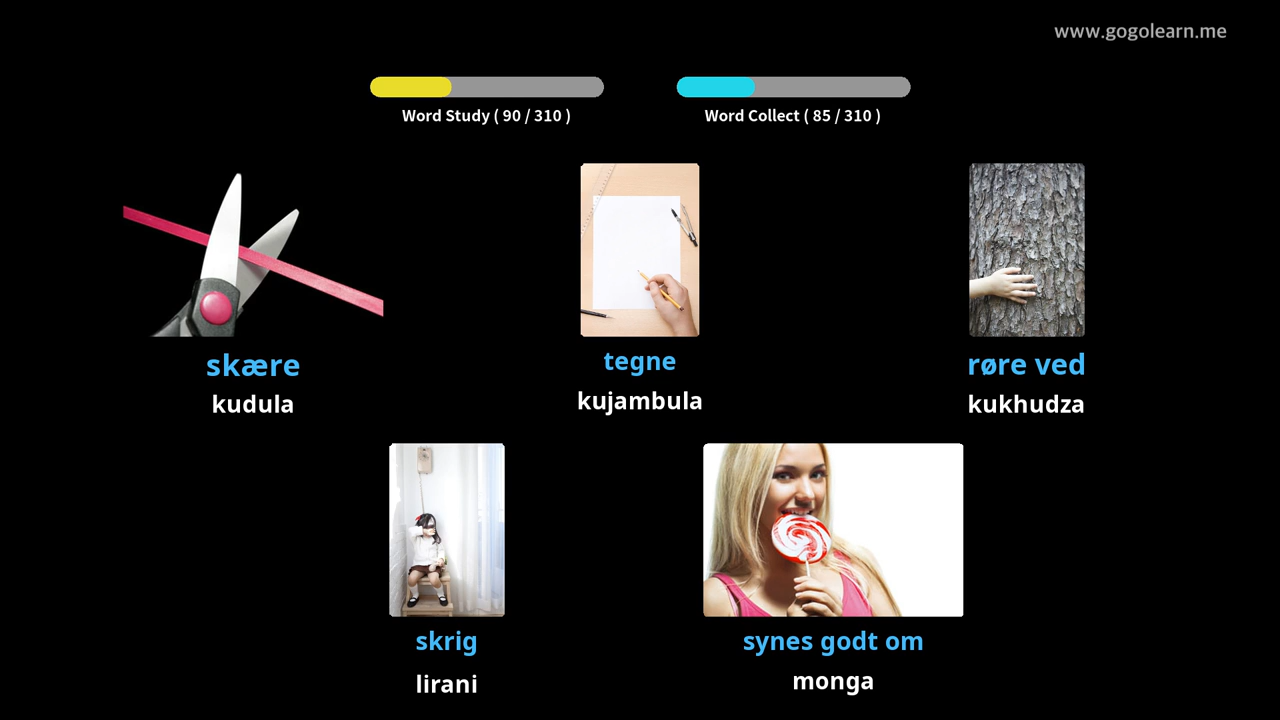 www.gogolearn.me
Word Study ( 90 / 310 )
Word Collect ( 85 / 310 )
skære
kudula
tegne
kujambula
røre ved
kukhudza
skrig
lirani
synes godt om
monga